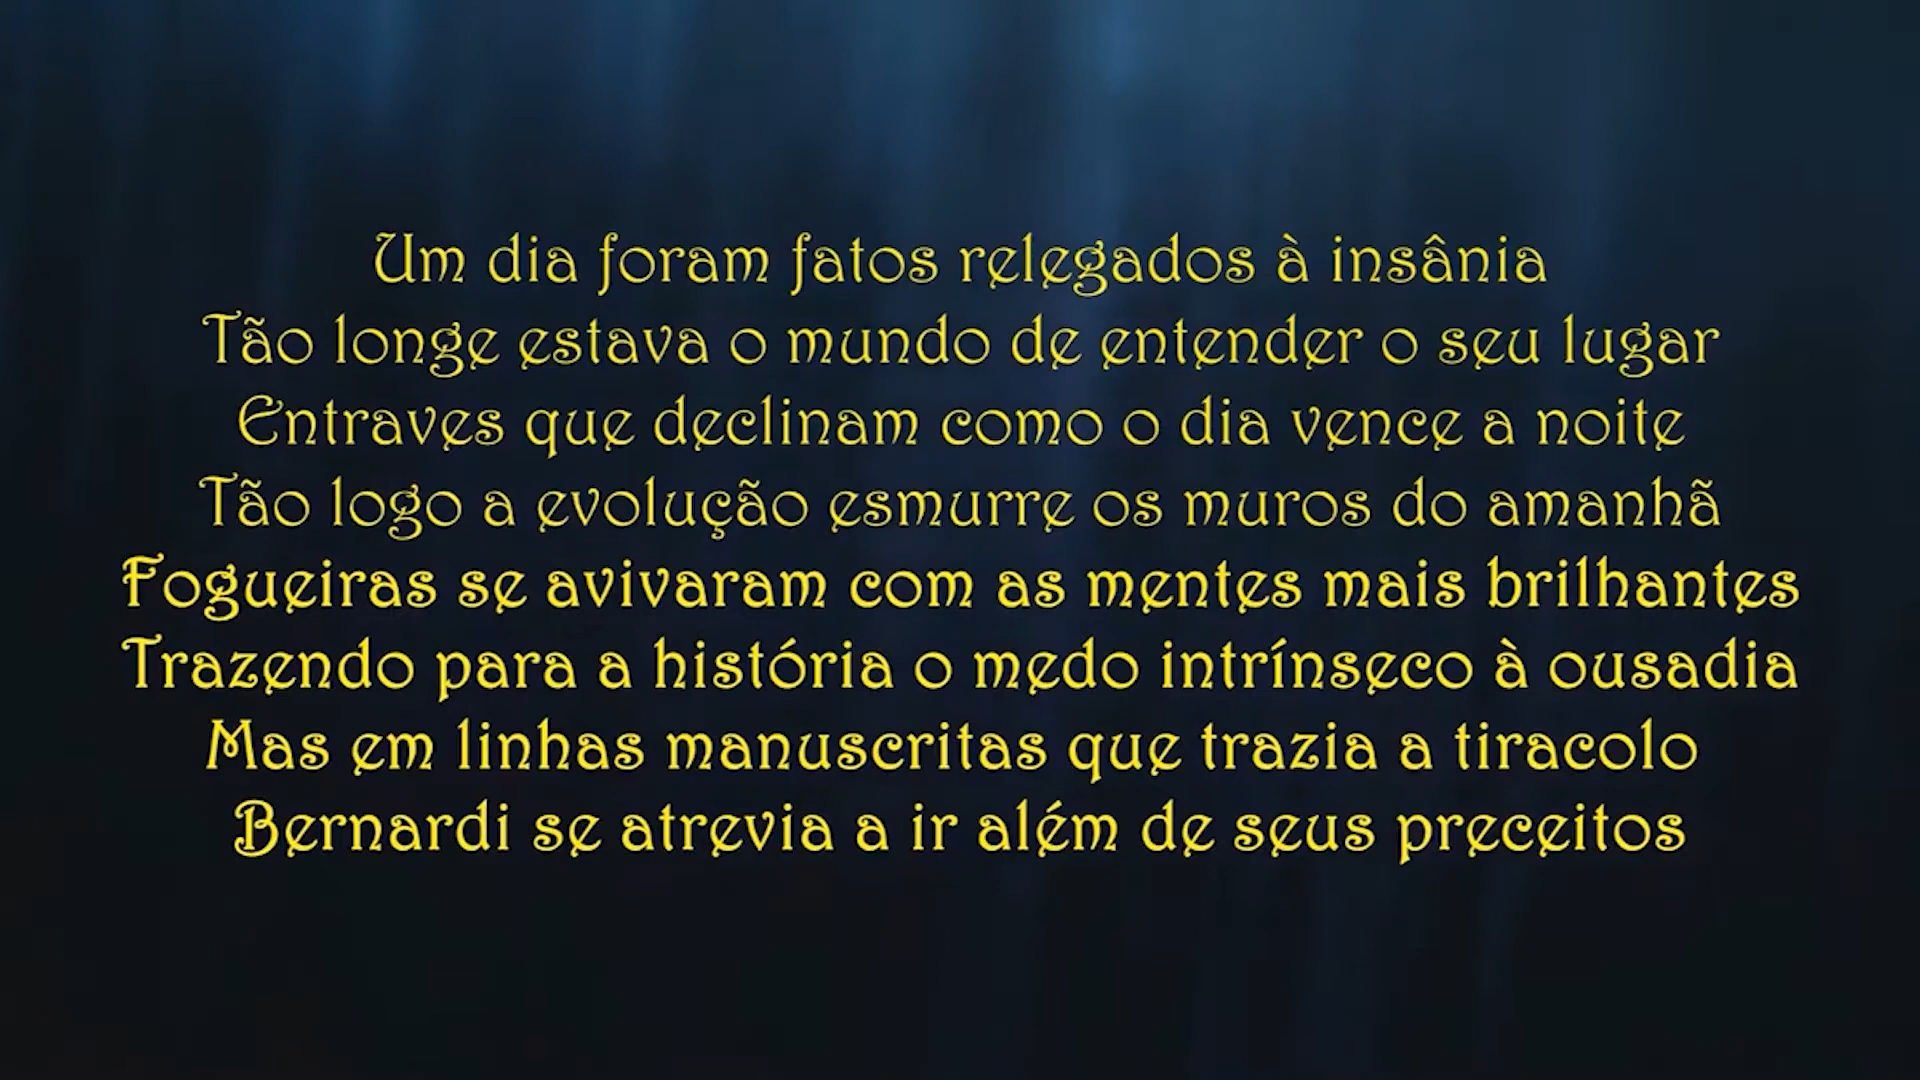 Um dia foram fatos relegados à insânia
Tão longe estava o mundo de entender o seu lugar
Entraves que declinam como o dia vence a noite
Tão logo a evolução esmurre os muros do amanhã
Fogueiras se avivaram com as mentes mais brilhantes
Trazendo para a história o medo intrínseco à ousadia
Mas em linhas manuscritas que trazia a tiracolo
Bernardi se atrevia a ir além de seus preceitos